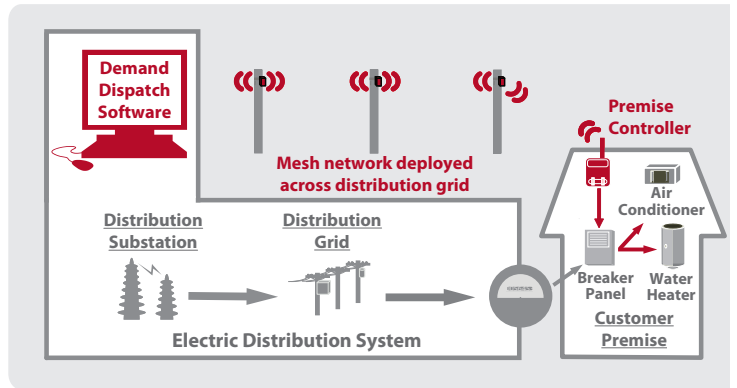 Demand
Dispatch
Software
Mesh network deployed
across distribution grid
Premise
Controller
Distribution
Substation
Distribution
Grid
Electric Distribution System
Air
Conditioner
Breaker
Panel
Water
Heater
Customer
Premise